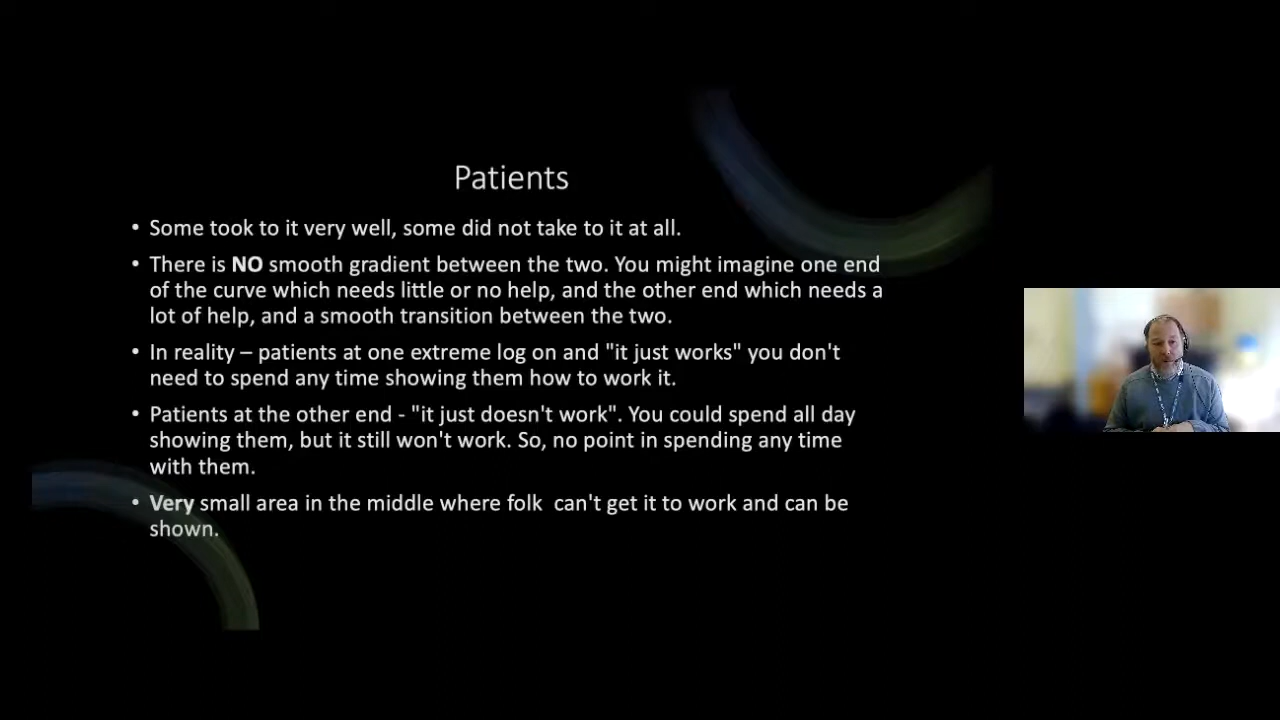 Patients
• Some took to it very well, some did not take to it at all.
• There is NO smooth gradient between the two. You might imagine one end
of the curve which needs little or no help, and the other end which needs a
lot of help, and a smooth transition between the two.
• In reality – patients at one extreme log on and "it just works" you don't
need to spend any time showing them how to work it.
• Patients at the other end - "it just doesn't work". You could spend all day
showing them, but it still won't work. So, no point in spending any time
with them.
• Very small area in the middle where folk  can't get it to work and can be
shown.